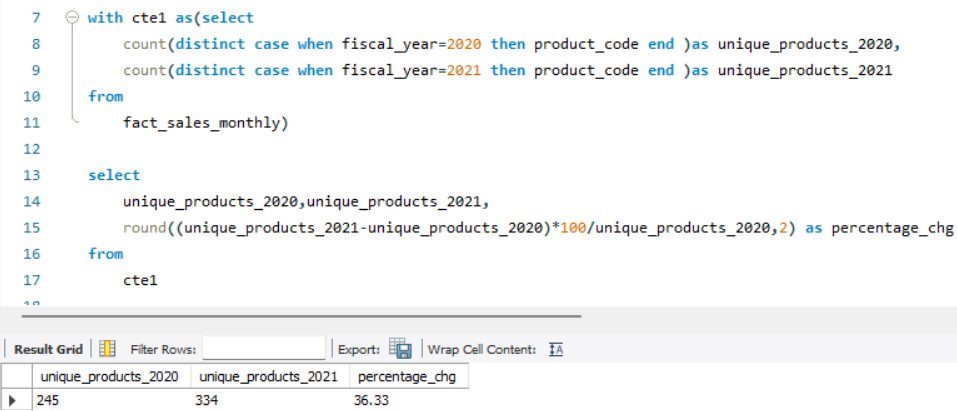 7 with cte1 as(select
8 count(distinct case when fiscal_year=2020 then product_code end )as unique_products_2020,
9 count(distinct case when fiscal_year=2021 then product_code end )as unique_products_2021
10 from
11 fact_sales_monthly)
12
13 select
14 unique_products_2020,unique_products_2021,
15 round((unique_products_2021-unique_products_2020)*100/unique_products_2020,2) as percentage_chg
16 from
17 cte1
Result Grid Filter Rows: Export: Wrap Cell Content: IA
unique_products_2020 unique_products_2021 percentage_chg
245 334 36.33